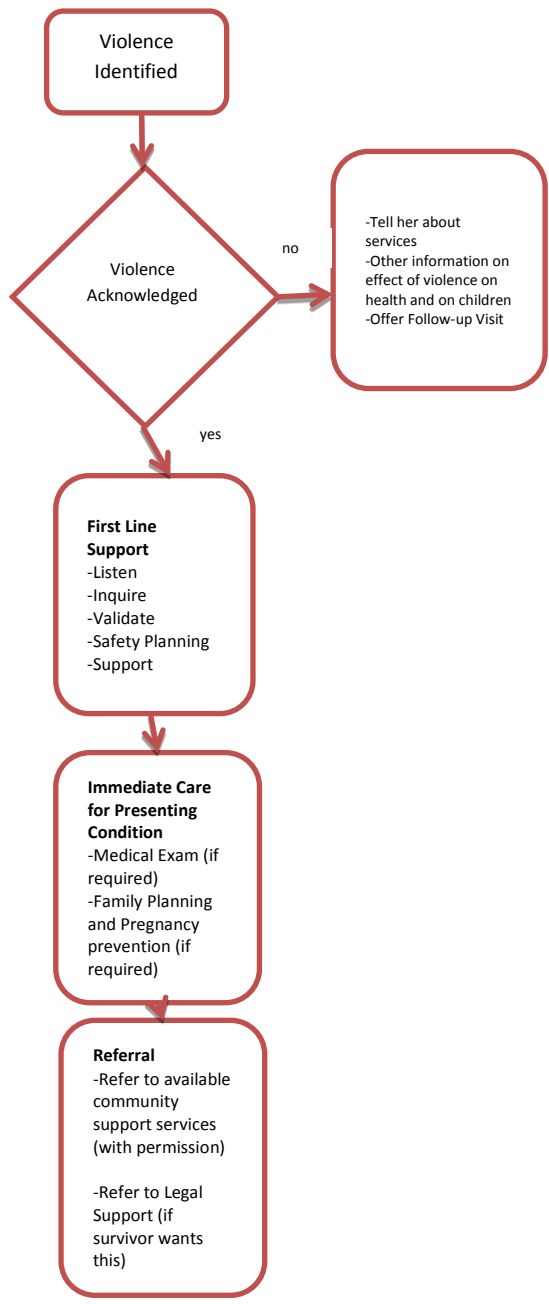 Violence
Identified
Violence
Acknowledged
no
-Tell her about
services
-Other information on
effect of violence on
health and on children
-Offer Follow-up Visit
yes
First Line
Support
-Listen
-Inquire
-Validate
-Safety Planning
-Support
Immediate Care
for Presenting
Condition
-Medical Exam (if
required)
-Family Planning
and Pregnancy
prevention (if
required)
Referral
-Refer to available
community
support services
(with permission)
-Refer to Legal
Support (if
survivor wants
this)